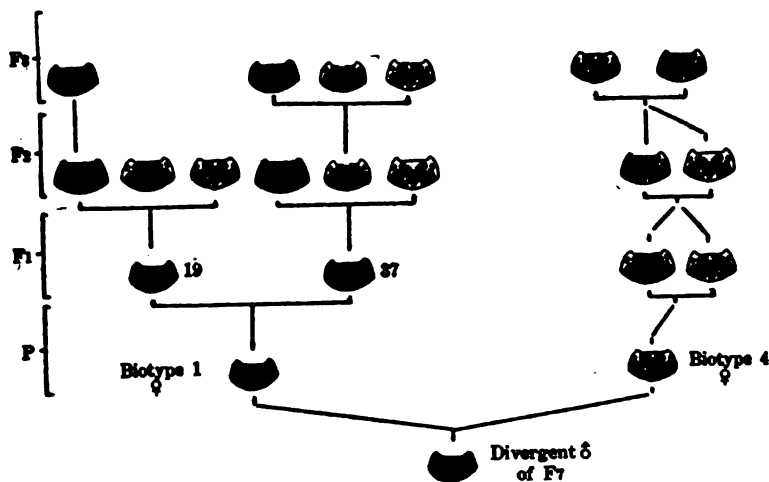 F3
F2
F1
19
37
P
Biotype 1
♀
Biotype 4
♀
Divergent ♂
of F7